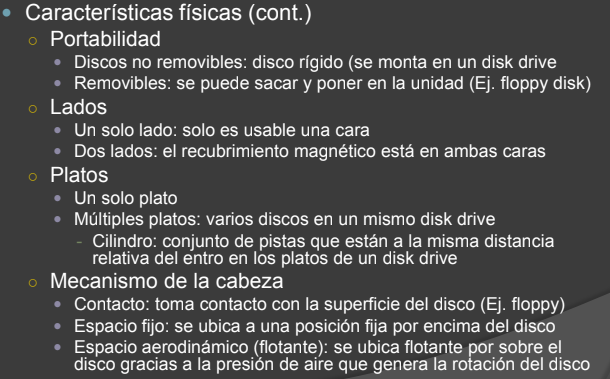 Características físicas (cont.)
Portabilidad
Discos no removibles: disco rígido (se monta en un disk drive
Removibles: se puede sacar y poner en la unidad (Ej. floppy disk)
Lados
Un solo lado: solo es usable una cara
Dos lados: el recubrimiento magnético está en ambas caras
Platos
Un solo plato
Múltiples platos: varios discos en un mismo disk drive
- Cilindro: conjunto de pistas que están a la misma distancia
relativa del entro en los platos de un disk drive
Mecanismo de la cabeza
Contacto: toma contacto con la superficie del disco (Ej. floppy)
Espacio fijo: se ubica a una posición fija por encima del disco
Espacio aerodinámico (flotante): se ubica flotante por sobre el
disco gracias a la presión de aire que genera la rotación del disco